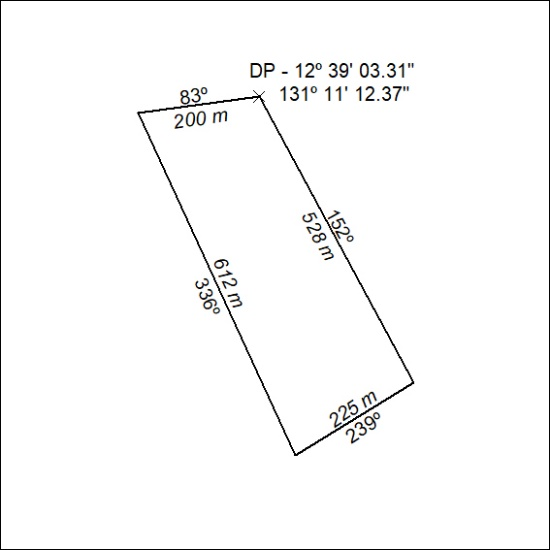 DP - 12º 39' 03.31"
131º 11' 12.37"
83º
200 m
152º
528 m
612 m
336º
225 m
239º